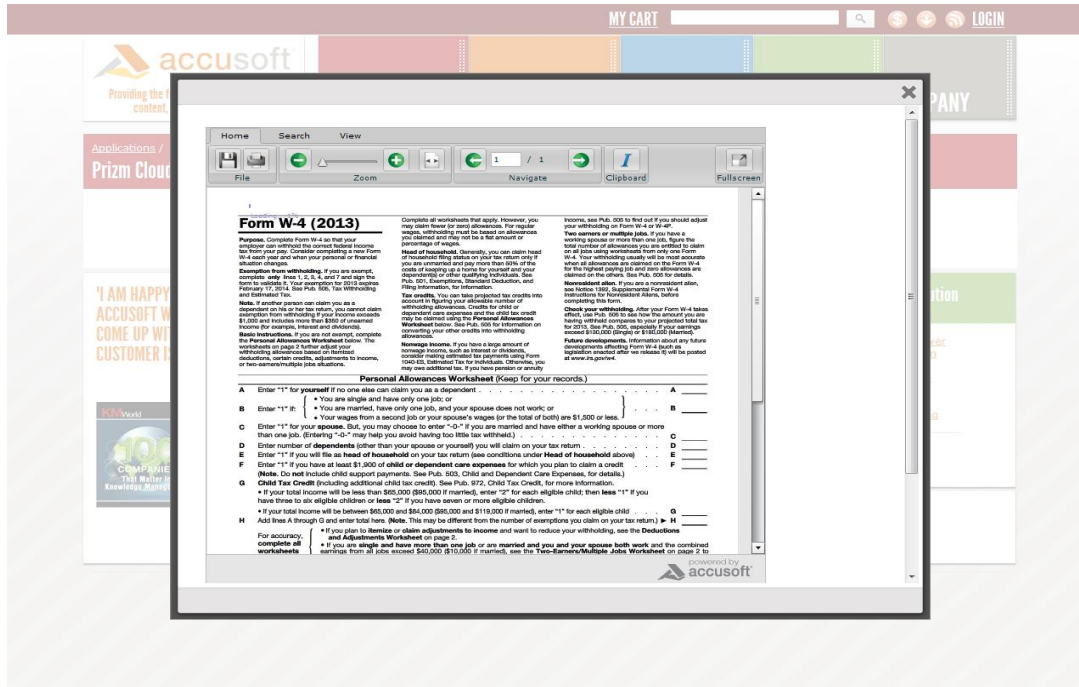 MY CART
LOGIN
accusoft
Providing the f
content,
PANY
Applications /
Prizm Cloud
'I AM HAPPY
ACCUSOFT W
COME UP WIT
CUSTOMER IS
KMWorld
100
COMPANIES
That Matter in
Knowledge Manage
Home Search View
1 / 1
File Zoom Navigate Clipboard Fullscreen
Form W-4 (2013)
Purpose. Complete Form W-4 so that your
employer can withhold the correct federal income
tax from your pay. Consider completing a new Form
W-4 each year and when your personal or financial
situation changes.
Exemption from withholding. If you are exempt,
complete only lines 1, 2, 3, 4, and 7 and sign the
form to validate it. Your exemption for 2013 expires
February 17, 2014. See Pub. 505, Tax Withholding
and Estimated Tax.
Note. If another person can claim you as a
dependent on his or her tax return, you cannot claim
exemption from withholding if your income exceeds
$1,000 and includes more than $350 of unearned
income (for example, interest and dividends).
Basic instructions. If you are not exempt, complete
the Personal Allowances Worksheet below. The
worksheets on page 2 further adjust your
withholding allowances based on itemized
deductions, certain credits, adjustments to income,
or two-earners/multiple jobs situations.
Complete all worksheets that apply. However, you
may claim fewer (or zero) allowances. For regular
wages, withholding must be based on allowances
you claimed and may not be a flat amount or
percentage of wages.
Head of household. Generally, you can claim head
of household filing status on your tax return only if
you are unmarried and pay more than 50% of the
costs of keeping up a home for yourself and your
dependent(s) or other qualifying individuals. See
Pub. 501, Exemptions, Standard Deduction, and
Filing Information, for information.
Tax credits. You can take projected tax credits into
account in figuring your allowable number of
withholding allowances. Credits for child or
dependent care expenses and the child tax credit
may be claimed using the Personal Allowances
Worksheet below. See Pub. 505 for information on
converting your other credits into withholding
allowances.
Nonwage income. If you have a large amount of
nonwage income, such as interest or dividends,
consider making estimated tax payments using Form
1040-ES, Estimated Tax for Individuals. Otherwise, you
may owe additional tax. If you have pension or annuity
income, see Pub. 505 to find out if you should adjust
your withholding on Form W-4 or W-4P.
Two earners or multiple jobs. If you have a
working spouse or more than one job, figure the
total number of allowances you are entitled to claim
on all jobs using worksheets from only one Form
W-4. Your withholding usually will be most accurate
when all allowances are claimed on the Form W-4
for the highest paying job and zero allowances are
claimed on the others. See Pub. 505 for details.
Nonresident alien. If you are a nonresident alien,
see Notice 1392, Supplemental Form W-4
Instructions for Nonresident Aliens, before
completing this form.
Check your withholding. After your Form W-4 takes
effect, use Pub. 505 to see how the amount you are
having withheld compares to your projected total tax
for 2013. See Pub. 505, especially if your earnings
exceed $130,000 (Single) or $180,000 (Married).
Future developments. Information about any future
developments affecting Form W-4 (such as
legislation enacted after we release it) will be posted
at www.irs.gov/w4.
Personal Allowances Worksheet (Keep for your records.)
A Enter "1" for yourself if no one else can claim you as a dependent . . . . . . . . . . . . . . . . . . A
• You are single and have only one job; or
B Enter "1" if: • You are married, have only one job, and your spouse does not work; or . . . B
• Your wages from a second job or your spouse's wages (or the total of both) are $1,500 or less.
C Enter "1" for your spouse. But, you may choose to enter "-0-" if you are married and have either a working spouse or more
than one job. (Entering "-0-" may help you avoid having too little tax withheld.) . . . . . . . . . . . . . . C
D Enter number of dependents (other than your spouse or yourself) you will claim on your tax return . . . . . . . . D
E Enter "1" if you will file as head of household on your tax return (see conditions under Head of household above) . . E
F Enter "1" if you have at least $1,900 of child or dependent care expenses for which you plan to claim a credit . . . F
(Note. Do not include child support payments. See Pub. 503, Child and Dependent Care Expenses, for details.)
G Child Tax Credit (including additional child tax credit). See Pub. 972, Child Tax Credit, for more information.
• If your total income will be less than $65,000 ($95,000 if married), enter "2" for each eligible child; then less "1" if you
have three to six eligible children or less "2" if you have seven or more eligible children.
• If your total income will be between $65,000 and $84,000 ($95,000 and $119,000 if married), enter "1" for each eligible child . . . G
H Add lines A through G and enter total here. (Note. This may be different from the number of exemptions you claim on your tax return.) ► H
For accuracy,
complete all
worksheets
• If you plan to itemize or claim adjustments to income and want to reduce your withholding, see the Deductions
and Adjustments Worksheet on page 2.
• If you are single and have more than one job or are married and you and your spouse both work and the combined
earnings from all jobs exceed $40,000 ($10,000 if married), see the Two-Earners/Multiple Jobs Worksheet on page 2 to
powered by
accusoft